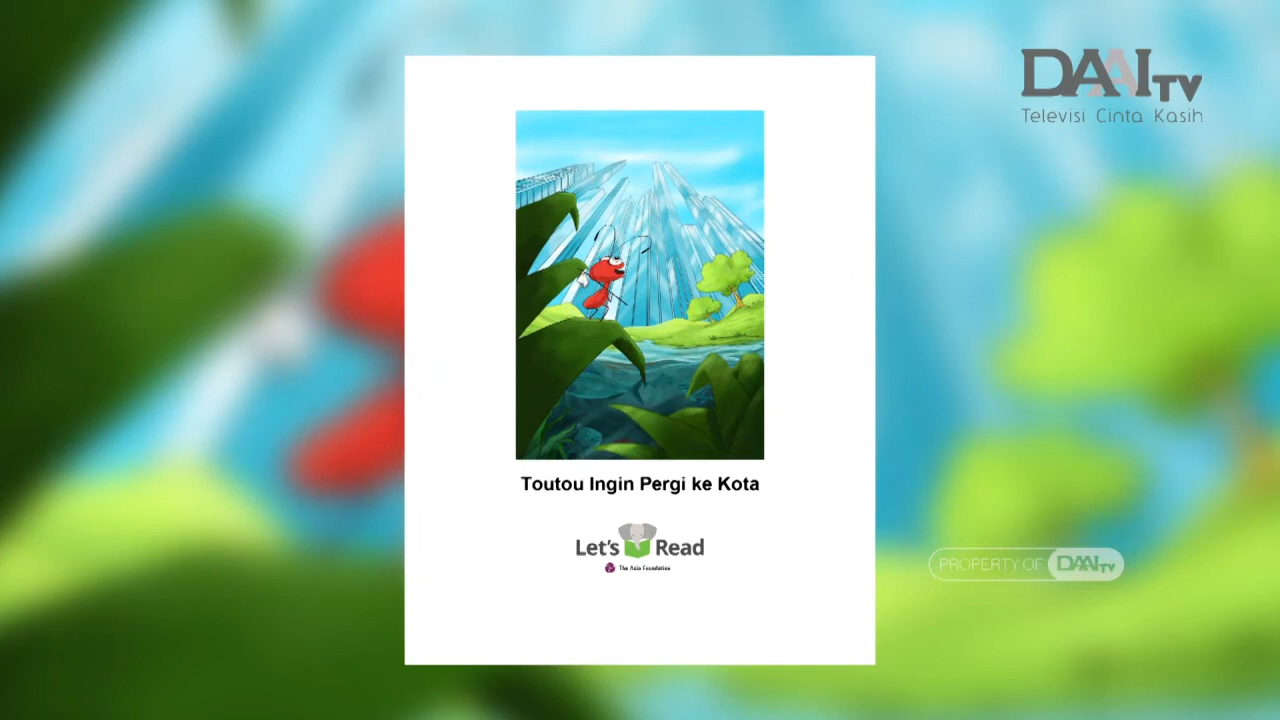 DAAI TV
Televisi Cinta Kasih
Toutou Ingin Pergi ke Kota
Let's Read
The Asia Foundation
PROPERTY OF DAAI TV